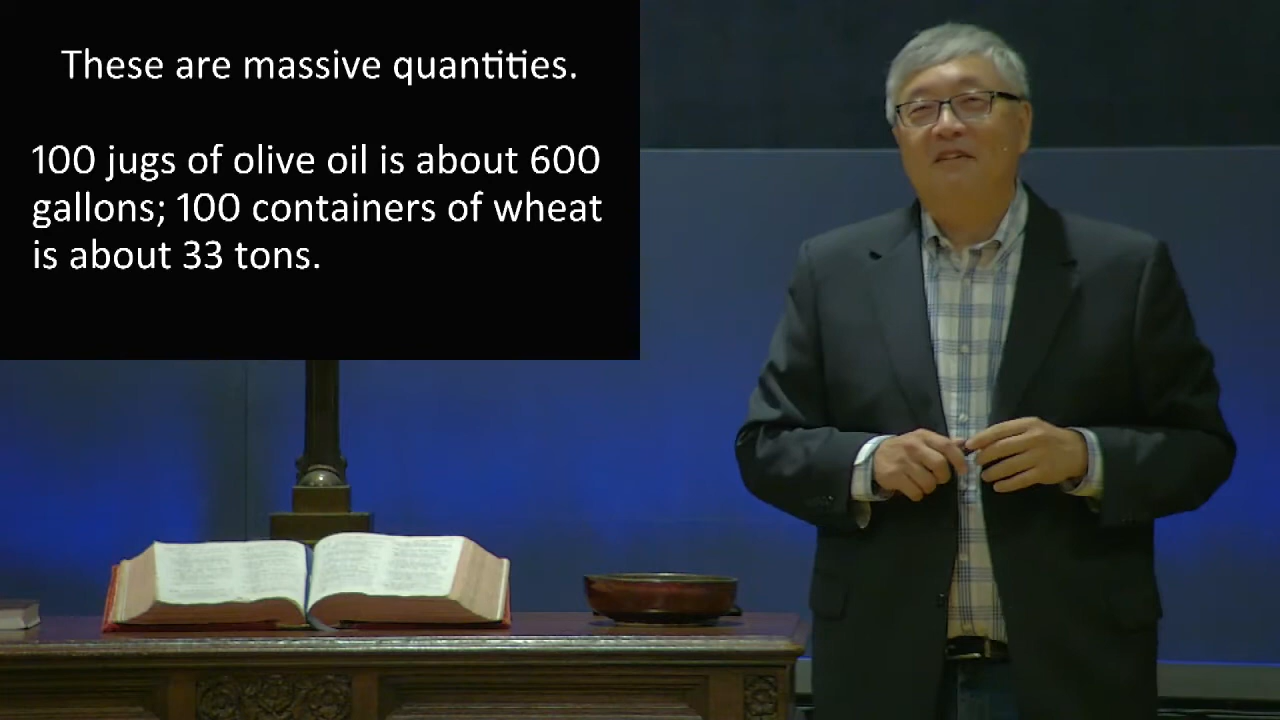 These are massive quantities.
100 jugs of olive oil is about 600
gallons; 100 containers of wheat
is about 33 tons.